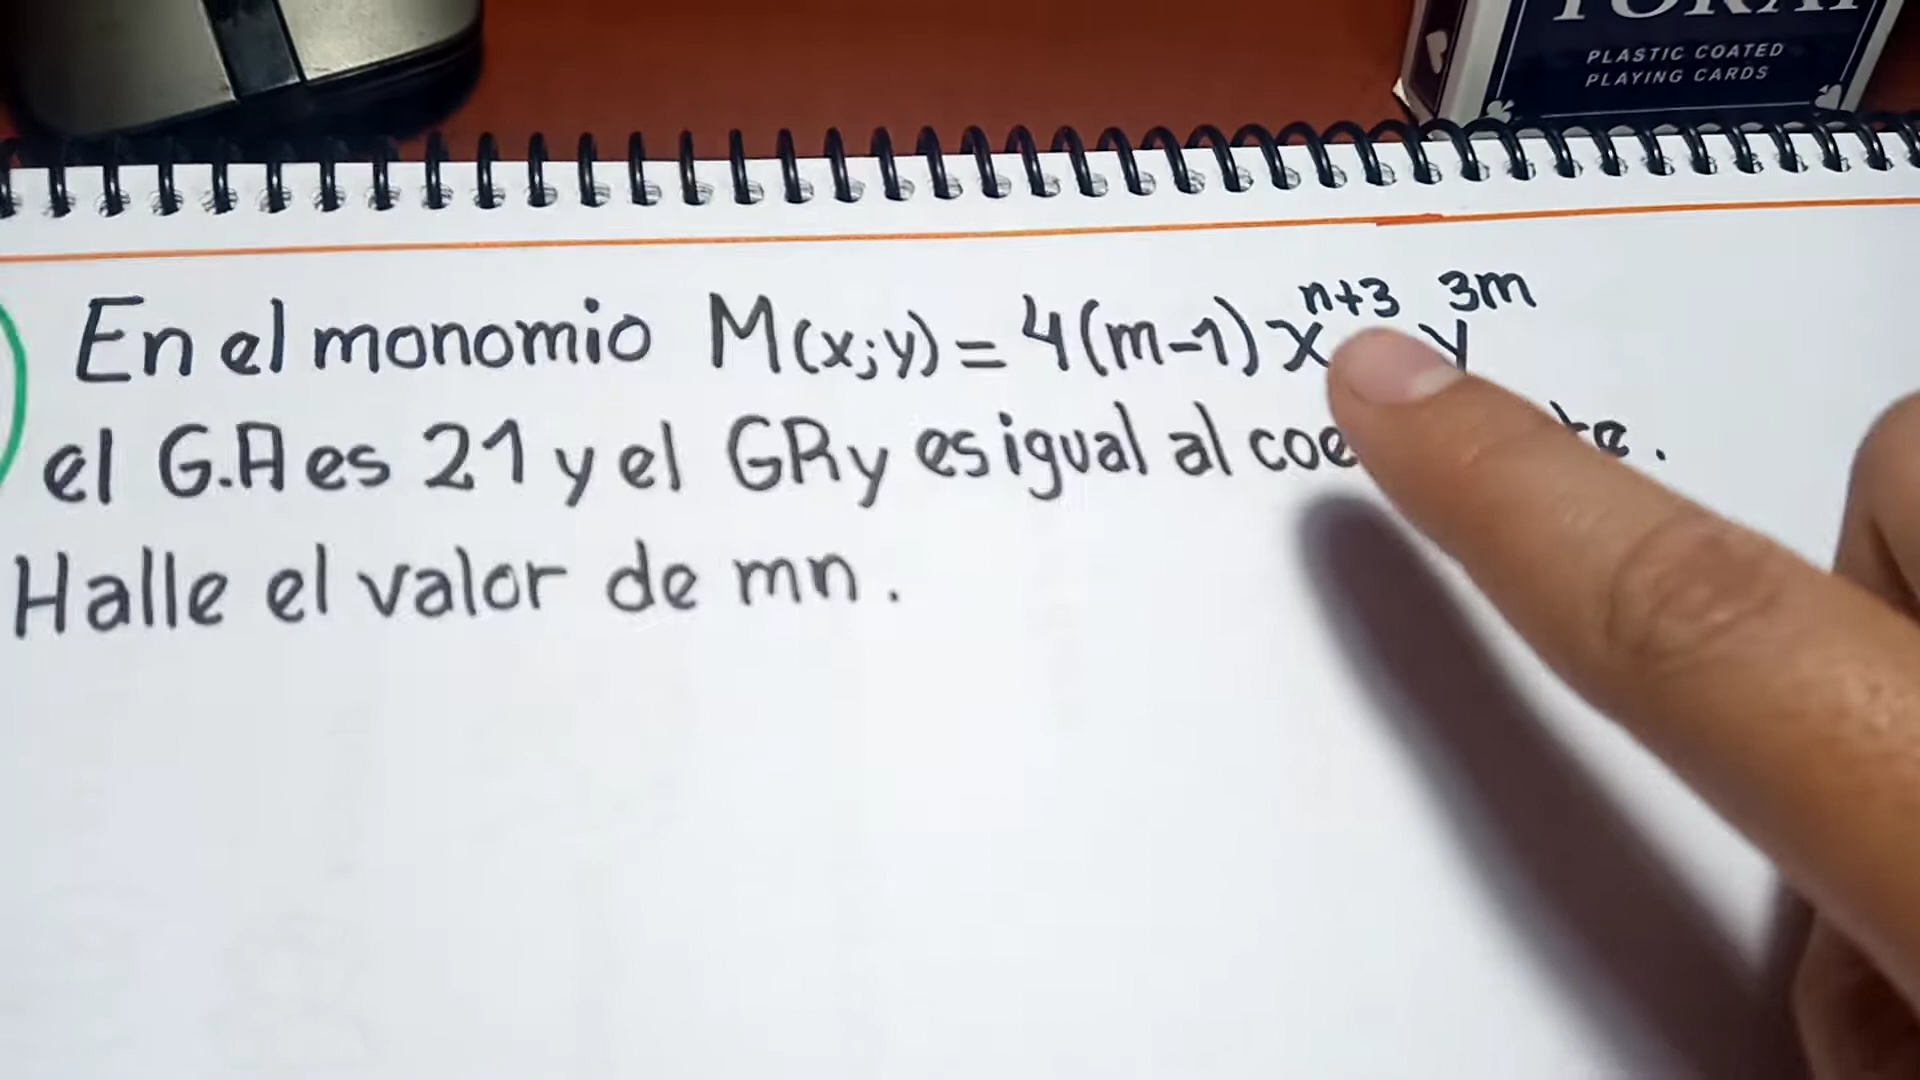 PLASTIC COATED
PLAYING CARDS
En el monomio M(x;y) = 4(m-1) x^{n+3} y^{3m}
el G.A es 21 y el GRy es igual al
Halle el valor de mn.